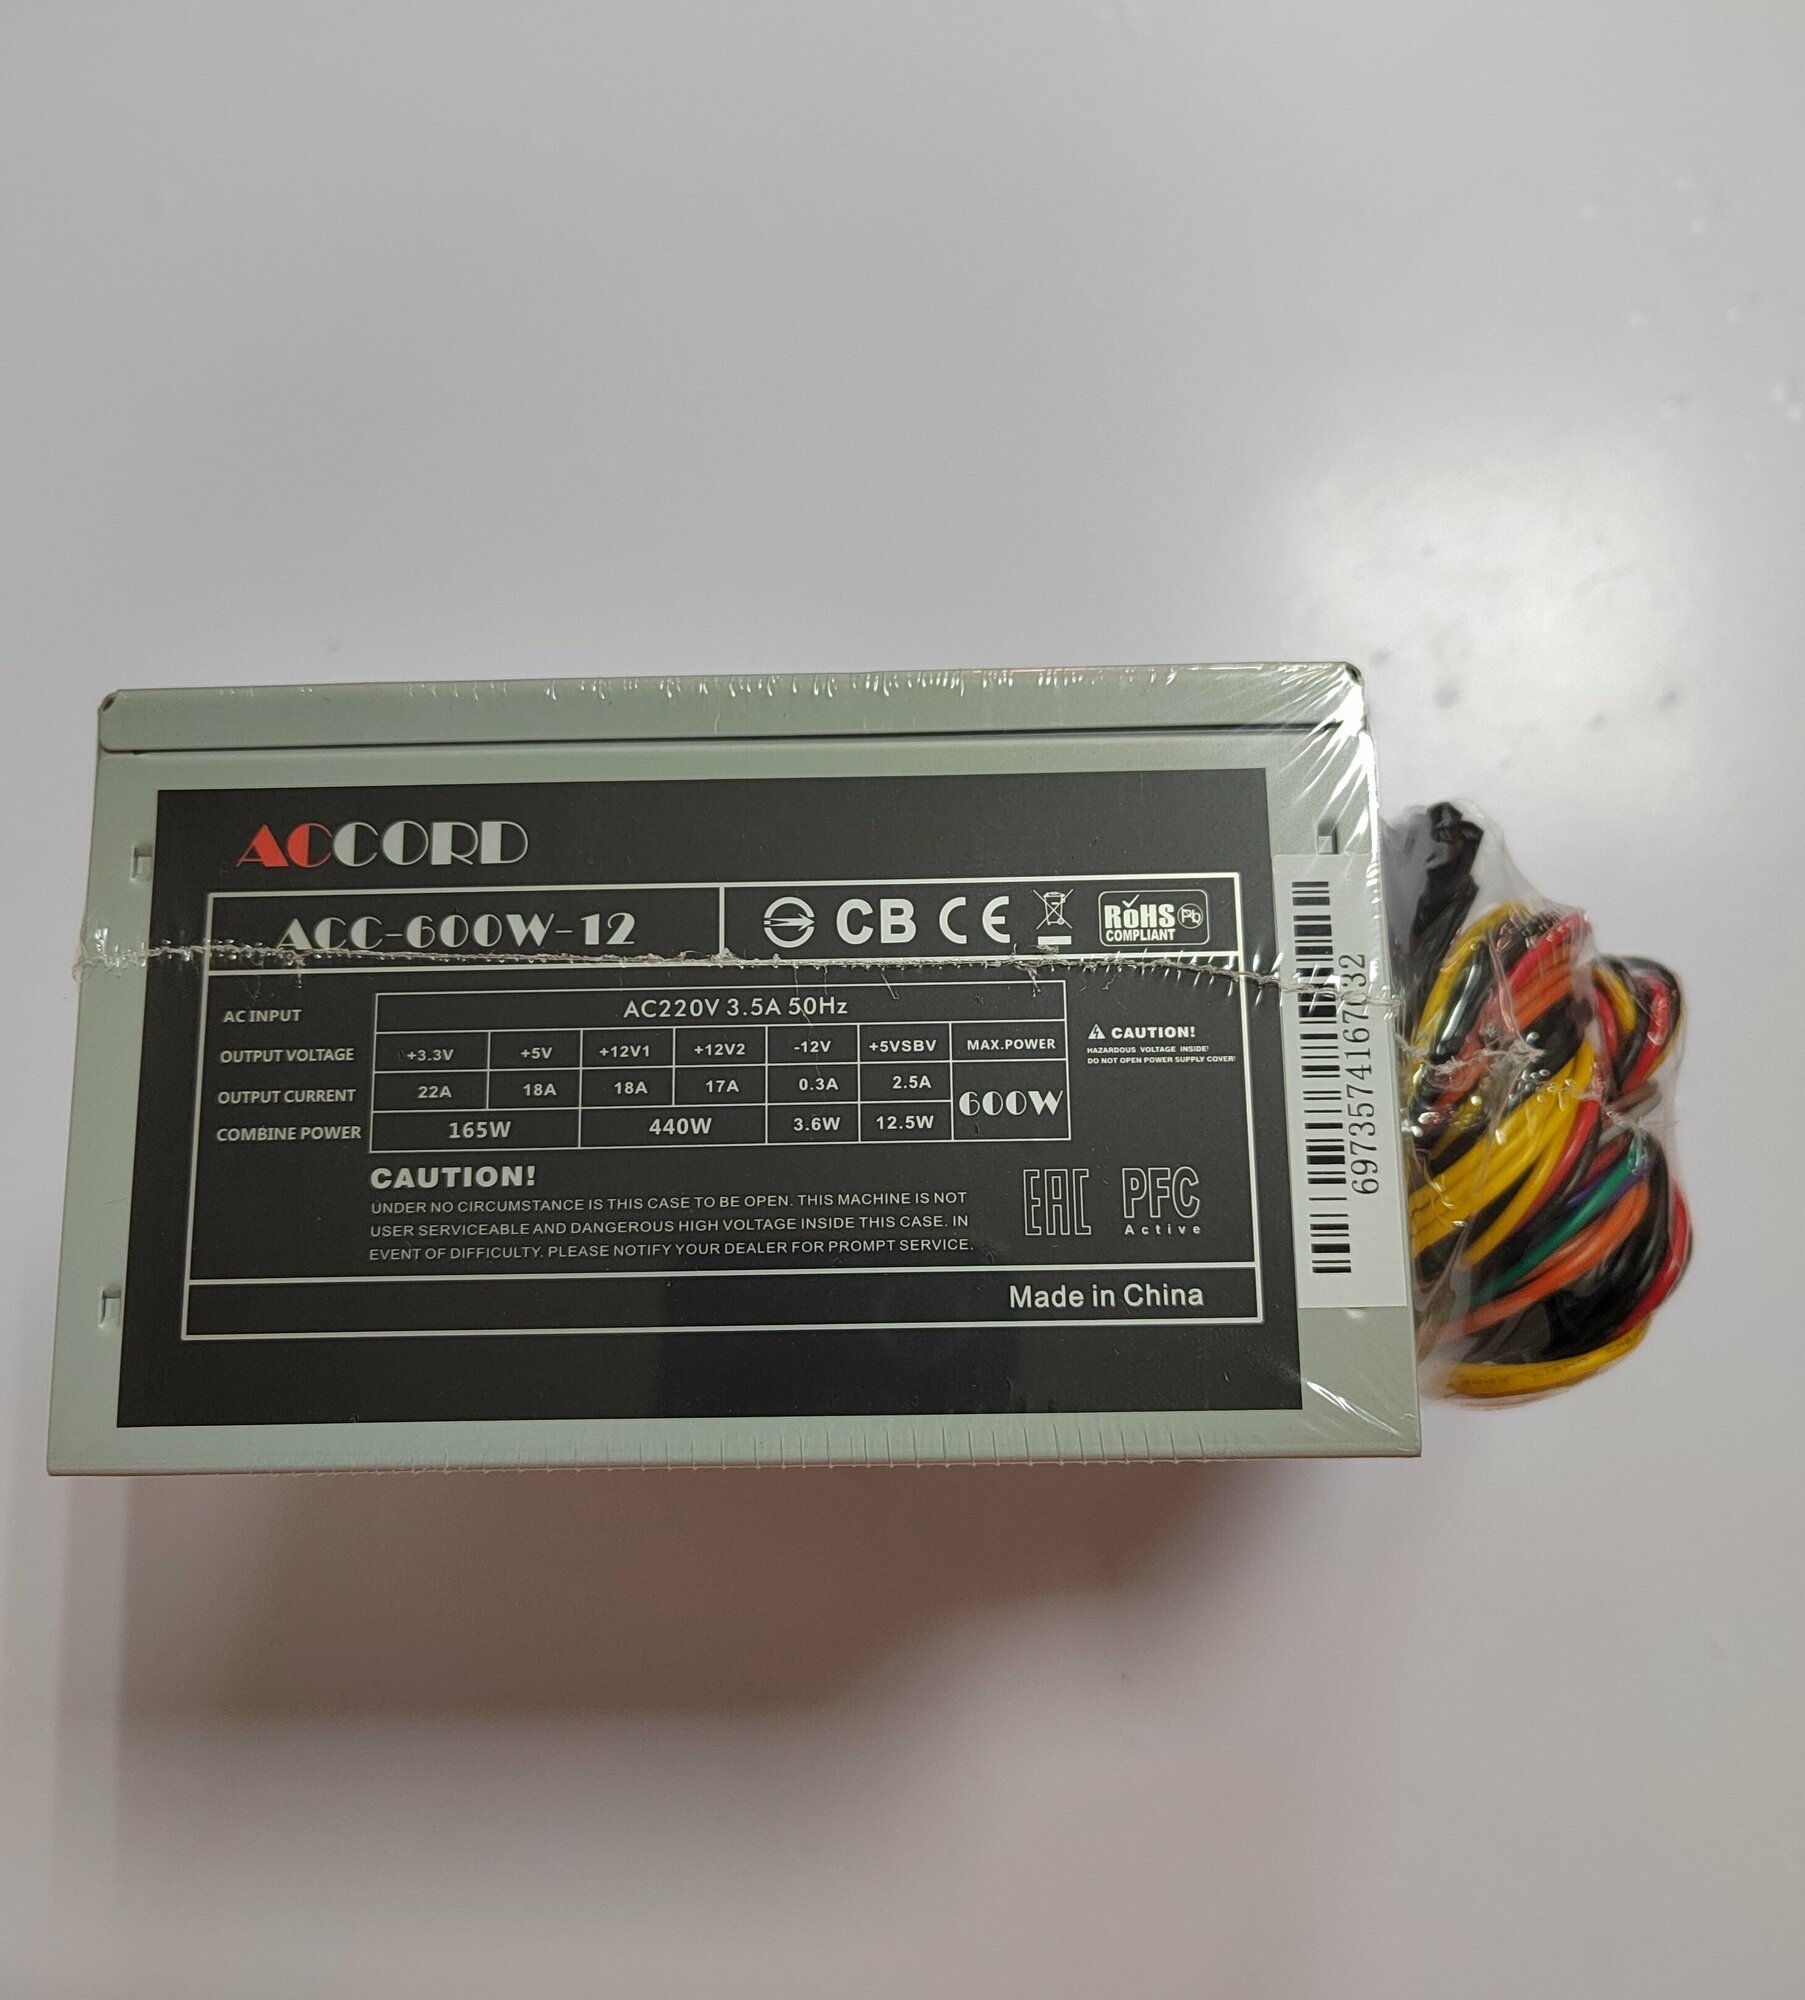 ACCORD
ACC-600W-12
CB CE RoHS Pb
COMPLIANT
AC INPUT AC220V 3.5A 50Hz
OUTPUT VOLTAGE +3.3V +5V +12V1 +12V2 -12V +5VSBV MAX.POWER
OUTPUT CURRENT 22A 18A 18A 17A 0.3A 2.5A 600W
COMBINE POWER 165W 440W 3.6W 12.5W
CAUTION!
HAZARDOUS VOLTAGE INSIDE!
DO NOT OPEN POWER SUPPLY COVER!
CAUTION!
UNDER NO CIRCUMSTANCE IS THIS CASE TO BE OPEN. THIS MACHINE IS NOT
USER SERVICEABLE AND DANGEROUS HIGH VOLTAGE INSIDE THIS CASE. IN
EVENT OF DIFFICULTY. PLEASE NOTIFY YOUR DEALER FOR PROMPT SERVICE.
EAC PFC
Active
Made in China
6973574167032